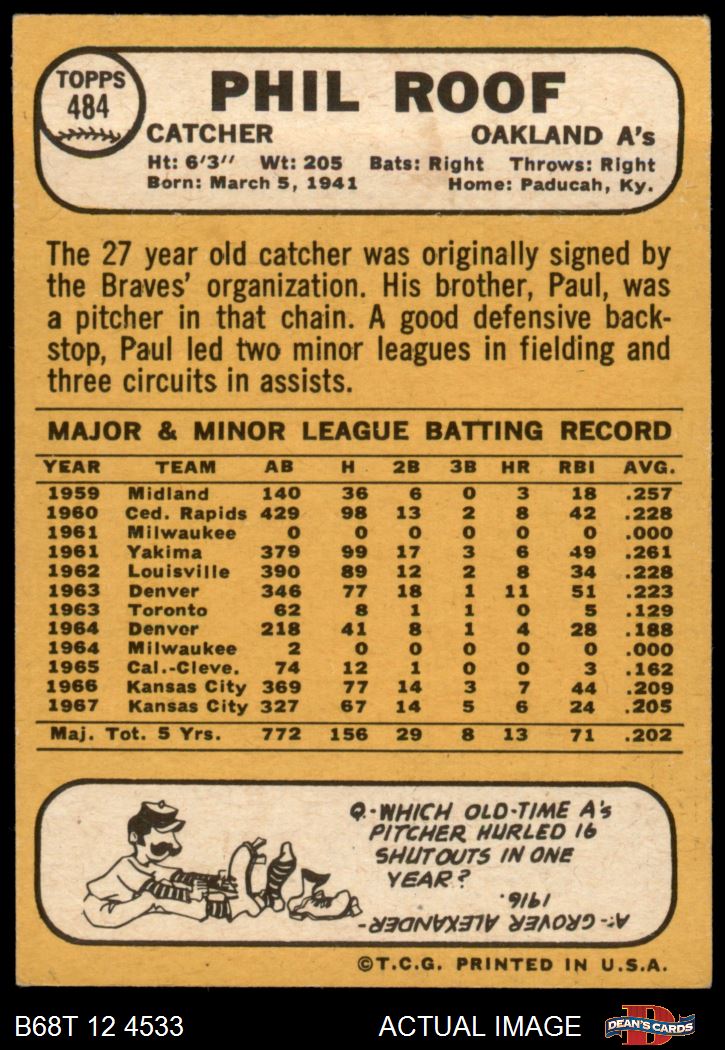 TOPPS
484
PHIL ROOF
CATCHER OAKLAND A's
Ht: 6'3'' Wt: 205 Bats: Right Throws: Right
Born: March 5, 1941 Home: Paducah, Ky.
The 27 year old catcher was originally signed by
the Braves' organization. His brother, Paul, was
a pitcher in that chain. A good defensive back-
stop, Paul led two minor leagues in fielding and
three circuits in assists.
MAJOR & MINOR LEAGUE BATTING RECORD
YEAR TEAM AB H 2B 3B HR RBI AVG.
1959 Midland 140 36 6 0 3 18 .257
1960 Ced. Rapids 429 98 13 2 8 42 .228
1961 Milwaukee 0 0 0 0 0 0 .000
1961 Yakima 379 99 17 3 6 49 .261
1962 Louisville 390 89 12 2 8 34 .228
1963 Denver 346 77 18 1 11 51 .223
1963 Toronto 62 8 1 1 0 5 .129
1964 Denver 218 41 8 1 4 28 .188
1964 Milwaukee 2 0 0 0 0 0 .000
1965 Cal.-Cleve. 74 12 1 0 0 3 .162
1966 Kansas City 369 77 14 3 7 44 .209
1967 Kansas City 327 67 14 5 6 24 .205
Maj. Tot. 5 Yrs. 772 156 29 8 13 71 .202
Q.-WHICH OLD-TIME A's
PITCHER HURLED 16
SHUTOUTS IN ONE
YEAR?
A.-GROVER ALEXANDER-
1916.
©T.C.G. PRINTED IN U.S.A.
B68T 12 4533 ACTUAL IMAGE D DEAN'S CARDS